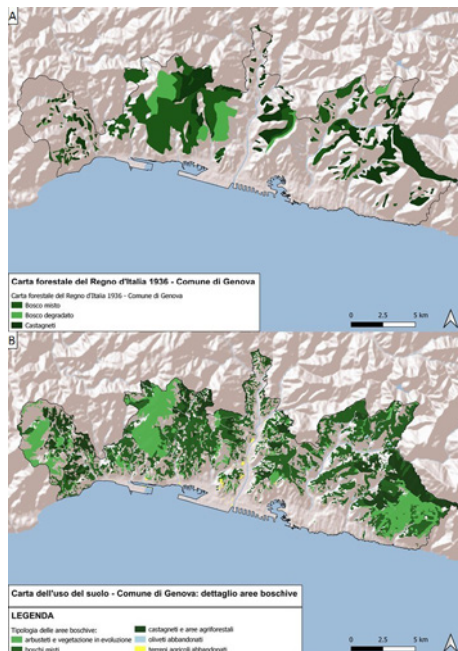 A
Carta forestale del Regno d'Italia 1936 - Comune di Genova
Carta forestale del Regno d'Italia 1936 - Comune di Genova
Bosco misto
Bosco degradato
Castagneti
0 2.5 5 km
B
Carta dell'uso del suolo - Comune di Genova: dettaglio aree boschive
LEGENDA
Tipologia delle aree boschive:
arbusteti e vegetazione in evoluzione
boschi misti
castagneti e aree agriforestali
oliveti abbandonati
terreni agricoli abbandonati
0 2.5 5 km